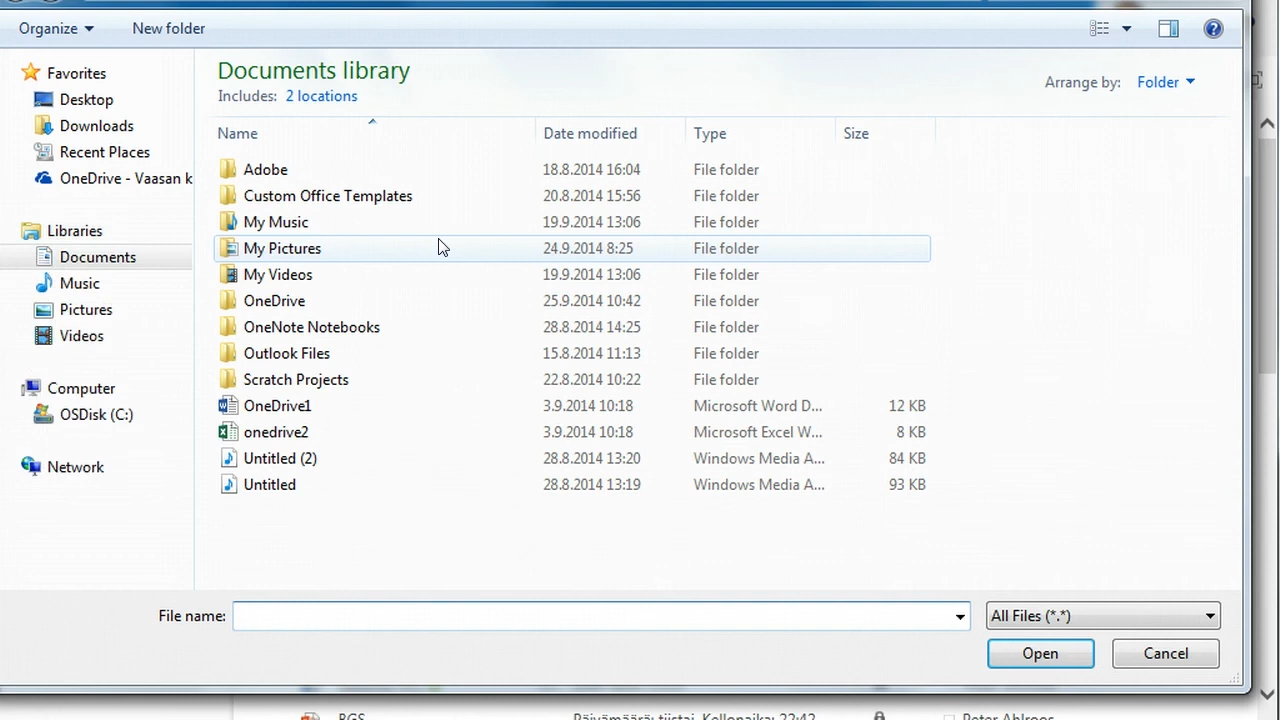 Organize New folder
Documents library
Includes: 2 locations
Arrange by: Folder
Name Date modified Type Size
Favorites
Desktop
Downloads
Recent Places
OneDrive - Vaasan k
Libraries
Documents
Music
Pictures
Videos
Computer
OSDisk (C:)
Network
Adobe 18.8.2014 16:04 File folder
Custom Office Templates 20.8.2014 15:56 File folder
My Music 19.9.2014 13:06 File folder
My Pictures 24.9.2014 8:25 File folder
My Videos 19.9.2014 13:06 File folder
OneDrive 25.9.2014 10:42 File folder
OneNote Notebooks 28.8.2014 14:25 File folder
Outlook Files 15.8.2014 11:13 File folder
Scratch Projects 22.8.2014 10:22 File folder
OneDrive1 3.9.2014 10:18 Microsoft Word D... 12 KB
onedrive2 3.9.2014 10:18 Microsoft Excel W... 8 KB
Untitled (2) 28.8.2014 13:20 Windows Media A... 84 KB
Untitled 28.8.2014 13:19 Windows Media A... 93 KB
File name: All Files (*.*)
Open Cancel
Päivämäärä: tiistai, Kellonaika: 22:42 Peter Ahlroos